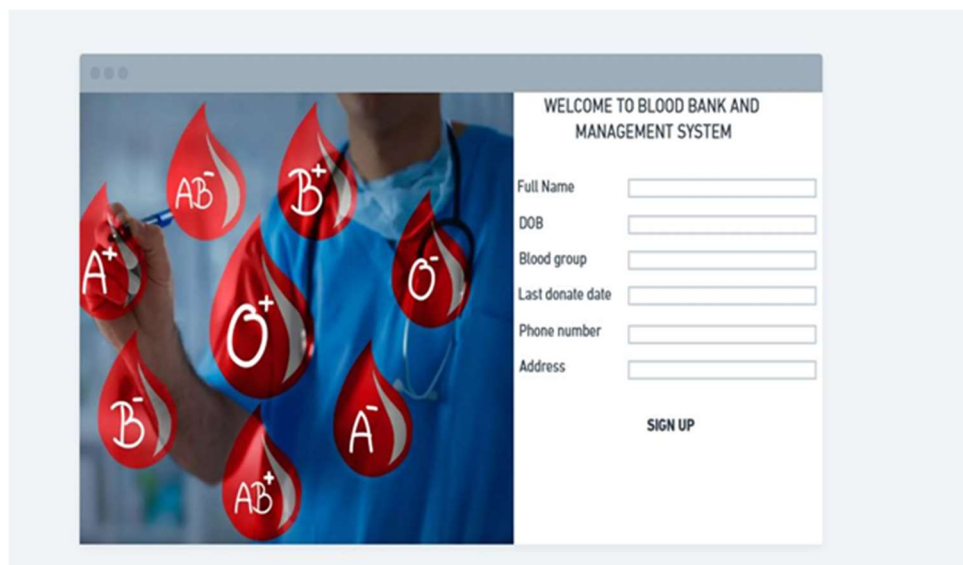 WELCOME TO BLOOD BANK AND
MANAGEMENT SYSTEM
Full Name
DOB
Blood group
Last donate date
Phone number
Address
SIGN UP
AB-
B+
A+
O-
O+
B-
A-
AB+